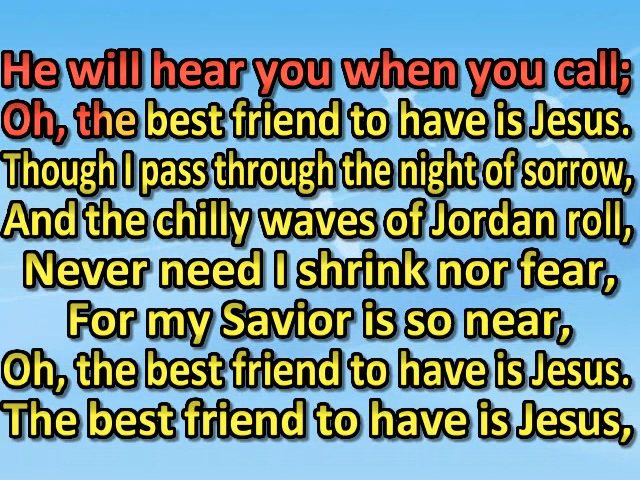 He will hear you when you call;
Oh, the best friend to have is Jesus.
Though I pass through the night of sorrow,
And the chilly waves of Jordan roll,
Never need I shrink nor fear,
For my Savior is so near,
Oh, the best friend to have is Jesus.
The best friend to have is Jesus,